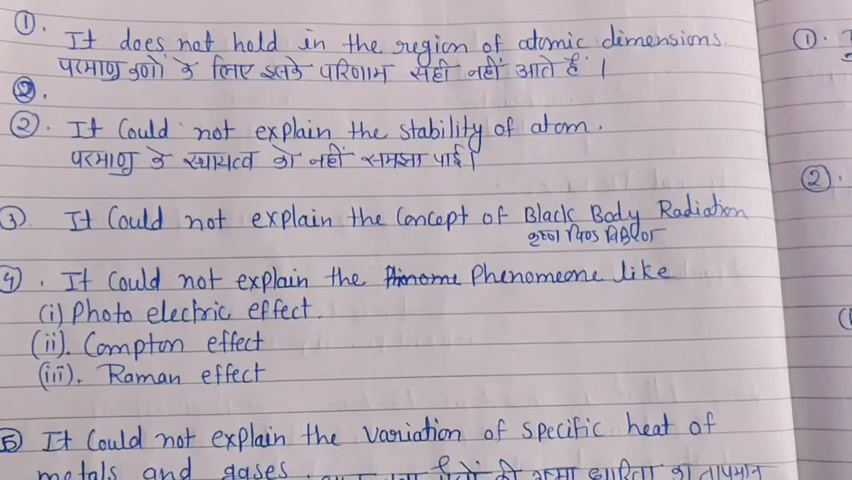 ①. It does not hold in the region of atomic dimensions.
परमाणु कणों के लिए इसके परिणाम सही नहीं आते हैं ।
②.
②. It Could not explain the stability of atom.
परमाणु के स्थायित्व को नहीं समझा पाई।
③. It Could not explain the Concept of Black Body Radiation
कृष्ण पिण्ड विकिरण
④. It Could not explain the Phenomeone like
(i) Photo electric effect.
(ii). Compton effect
(iii). Raman effect
⑤ It Could not explain the variation of specific heat of
metals and gases.
①.
②.